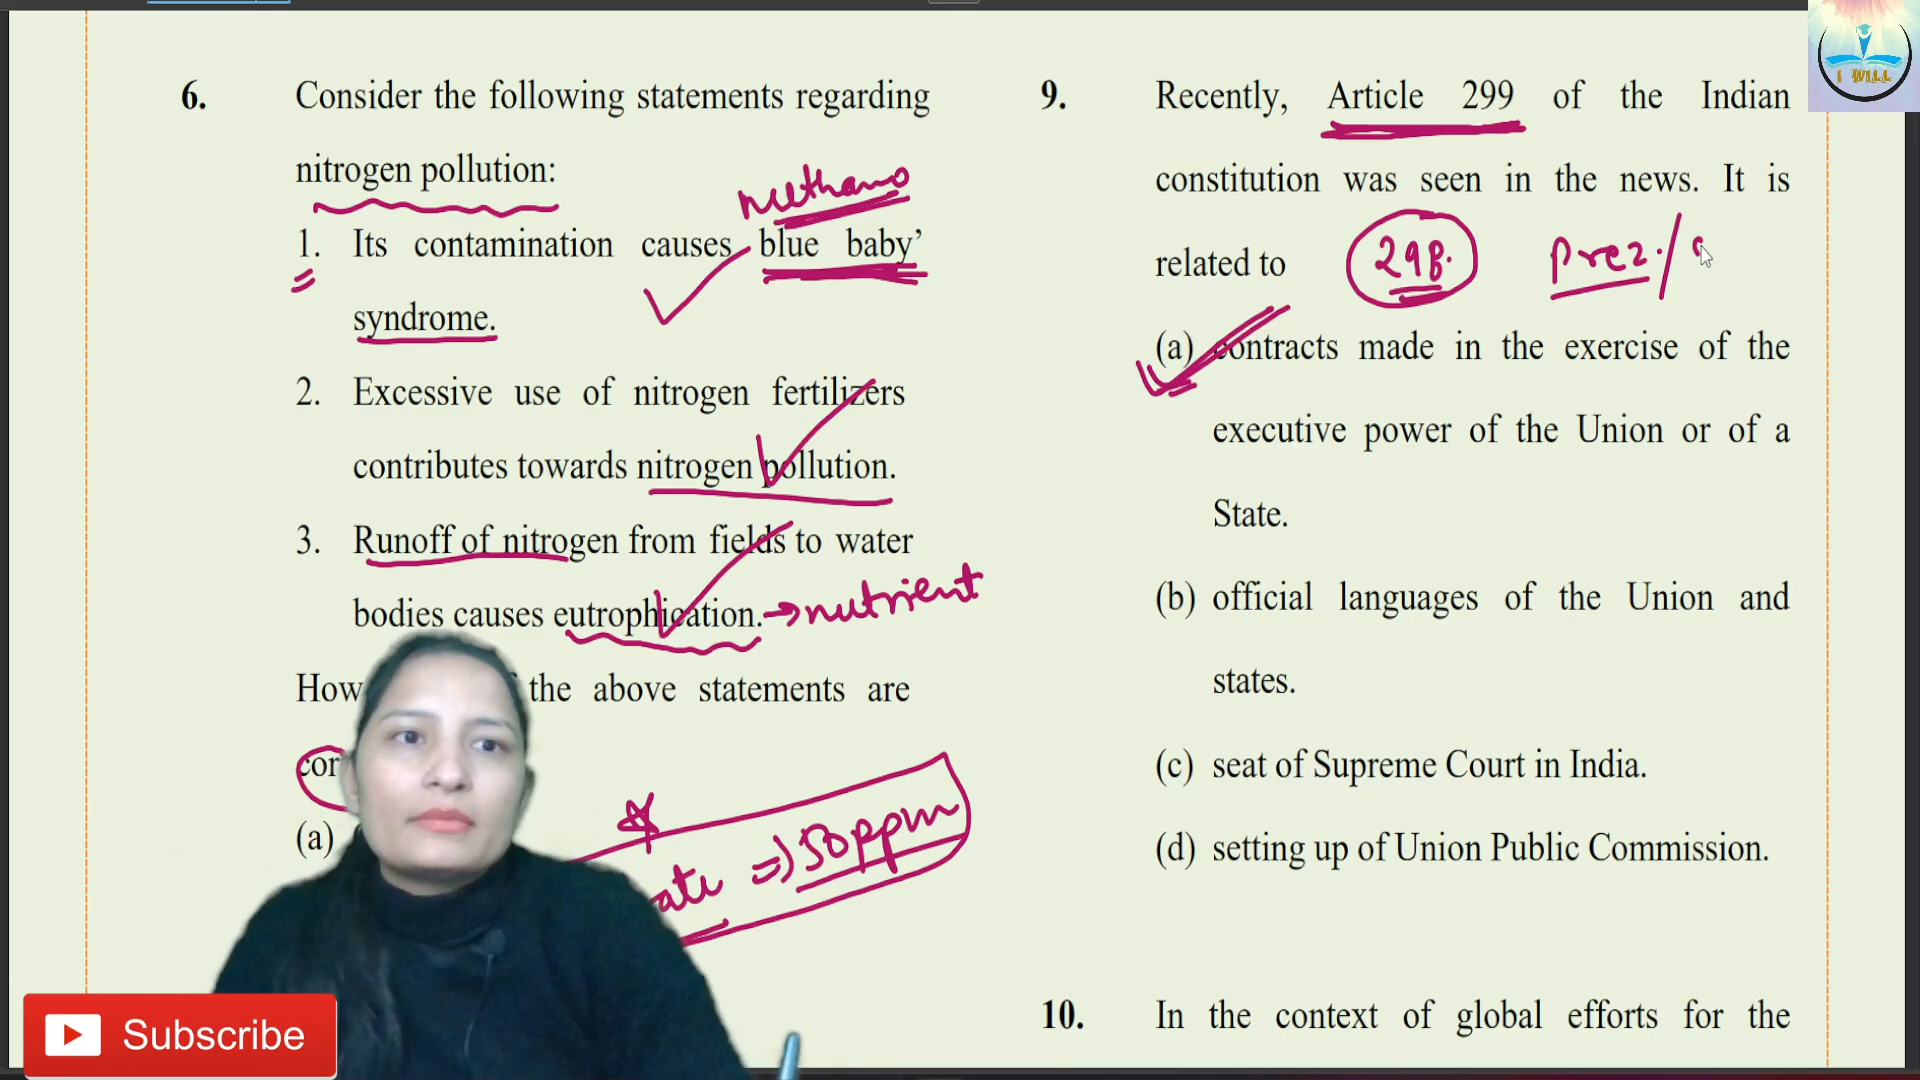 6. Consider the following statements regarding
nitrogen pollution:
methano
1. Its contamination causes blue baby’
syndrome.
2. Excessive use of nitrogen fertilizers
contributes towards nitrogen pollution.
3. Runoff of nitrogen from fields to water
bodies causes eutrophication. → nutrient
How the above statements are
cor
(a)
ate => 50ppm
Subscribe
9. Recently, Article 299 of the Indian
constitution was seen in the news. It is
related to 298. Prez./
(a) contracts made in the exercise of the
executive power of the Union or of a
State.
(b) official languages of the Union and
states.
(c) seat of Supreme Court in India.
(d) setting up of Union Public Commission.
10. In the context of global efforts for the
I WILL